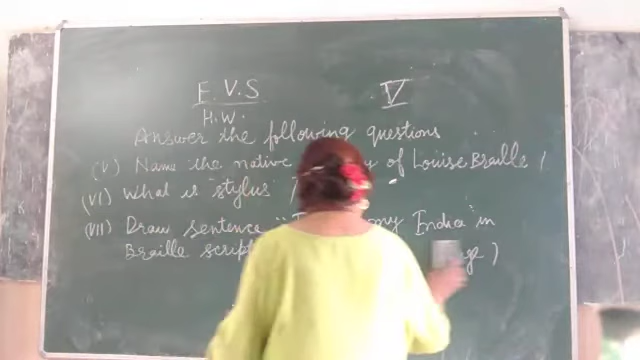 E.V.S V
H.W.
Answer the following questions
(V) Name the native of Louise Braille
(VI) What is stylus
(VII) Draw sentence " my India in
Braille script )